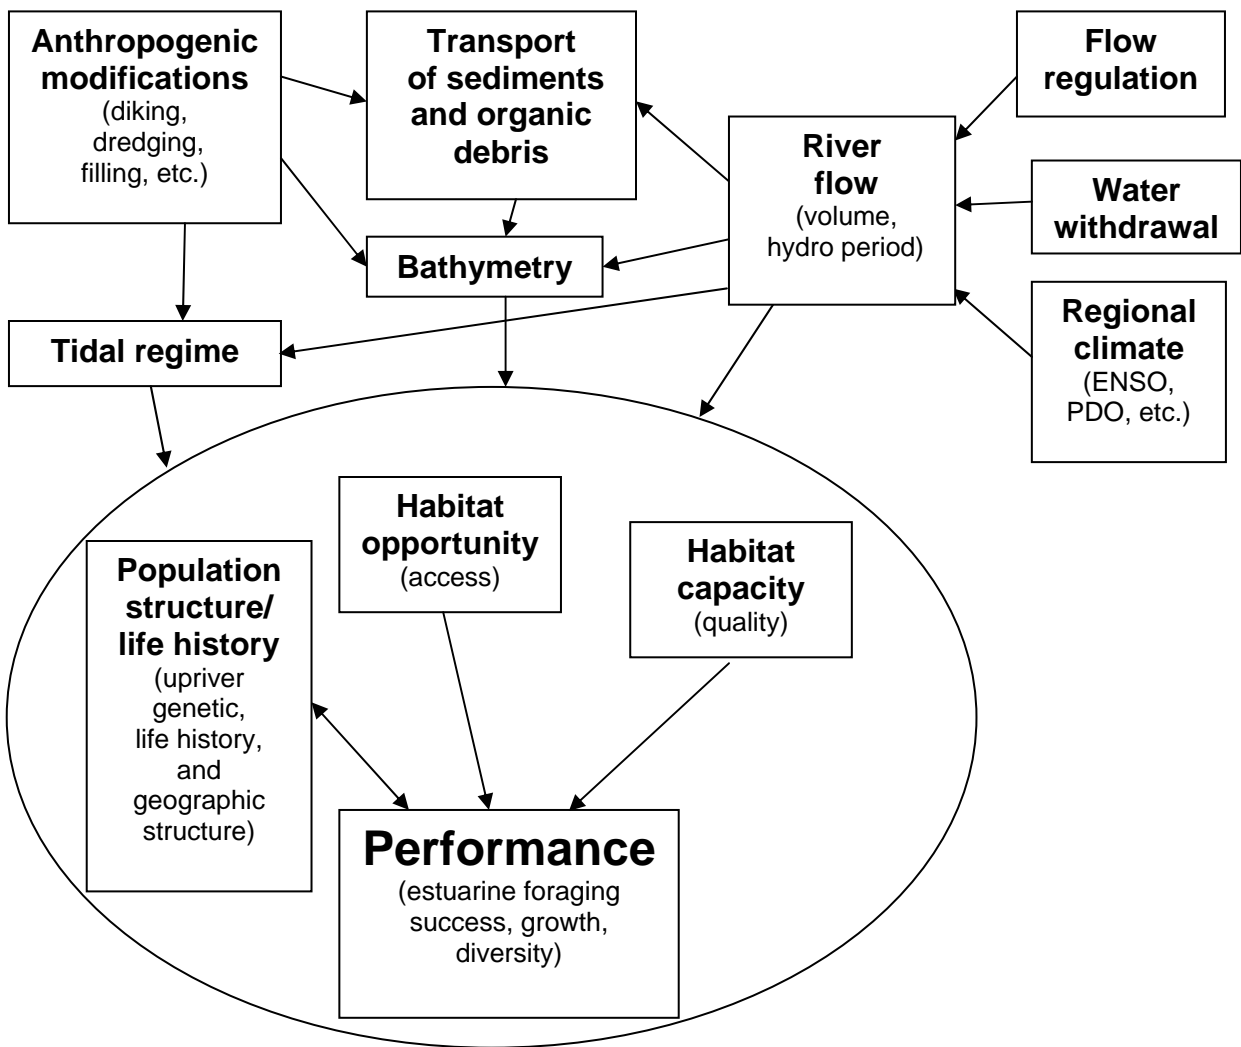 Anthropogenic
modifications
(diking,
dredging,
filling, etc.)
Transport
of sediments
and organic
debris
Flow
regulation
River
flow
(volume,
hydro period)
Water
withdrawal
Bathymetry
Regional
climate
(ENSO,
PDO, etc.)
Tidal regime
Habitat
opportunity
(access)
Habitat
capacity
(quality)
Population
structure/
life history
(upriver
genetic,
life history,
and
geographic
structure)
Performance
(estuarine foraging
success, growth,
diversity)